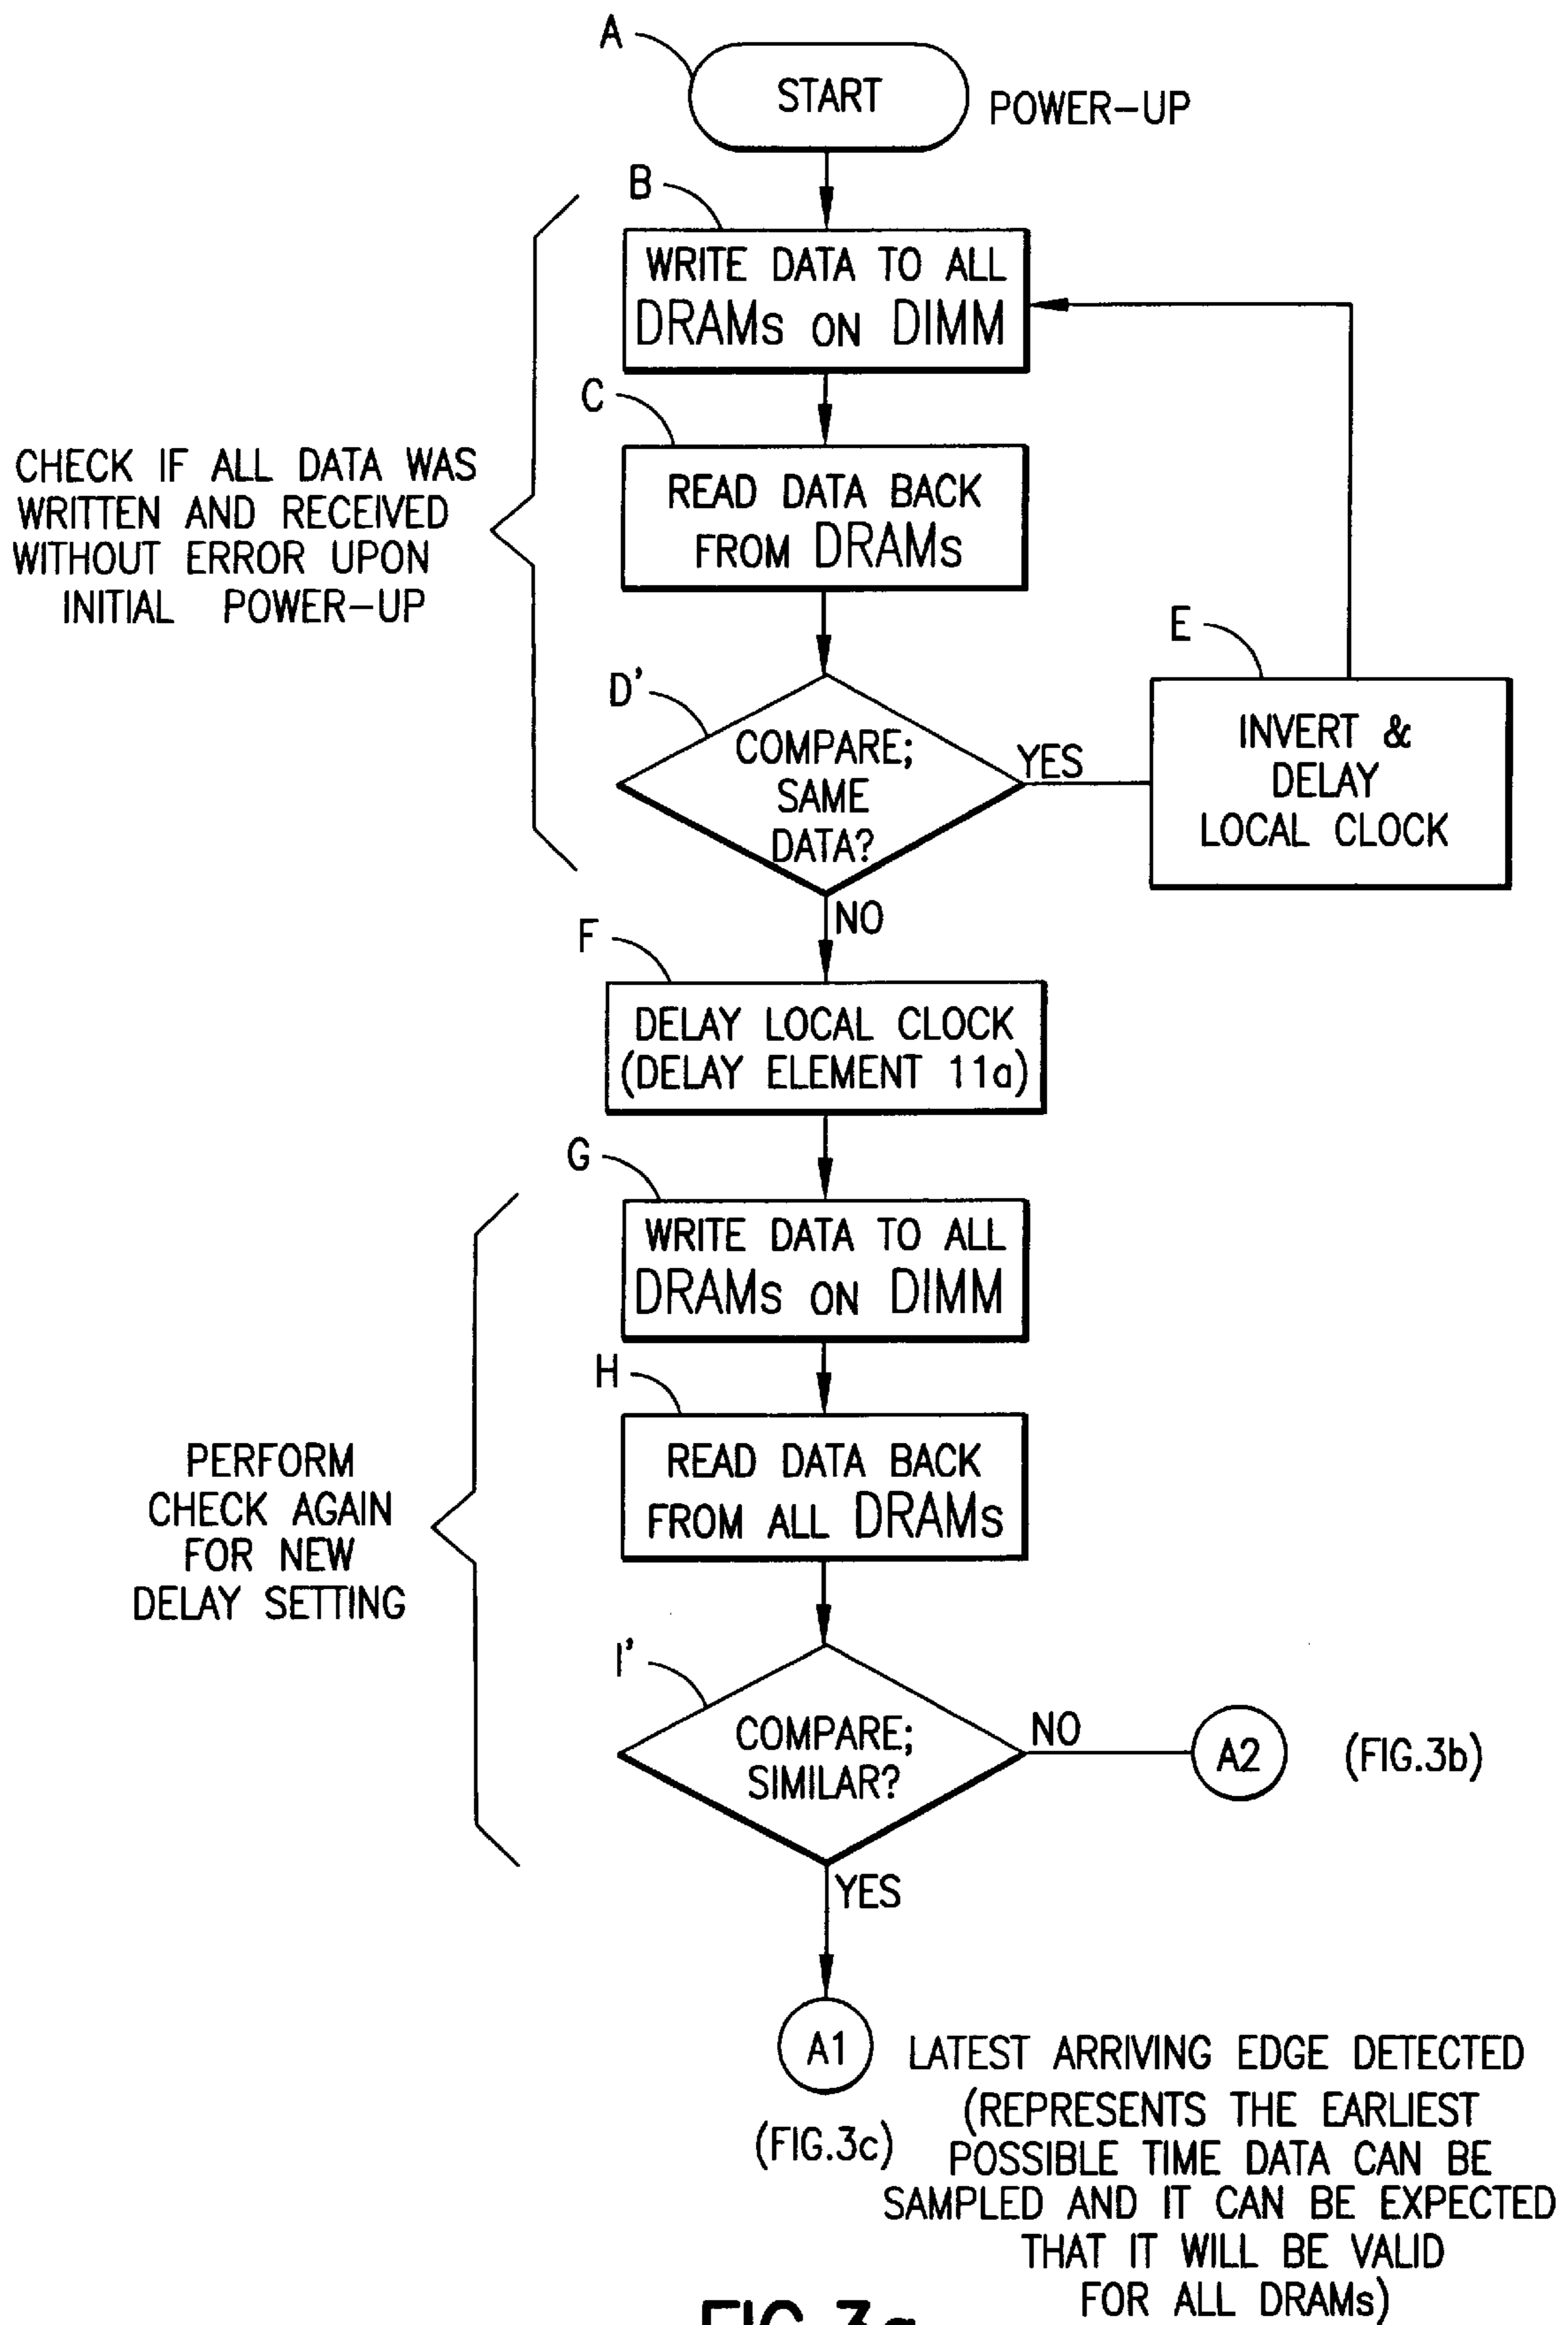 A
START
POWER-UP
B
WRITE DATA TO ALL
DRAMs ON DIMM
C
READ DATA BACK
FROM DRAMs
CHECK IF ALL DATA WAS
WRITTEN AND RECEIVED
WITHOUT ERROR UPON
INITIAL POWER-UP
D'
COMPARE;
SAME
DATA?
YES
E
INVERT &
DELAY
LOCAL CLOCK
NO
F
DELAY LOCAL CLOCK
(DELAY ELEMENT 11a)
G
WRITE DATA TO ALL
DRAMs ON DIMM
H
READ DATA BACK
FROM ALL DRAMs
PERFORM
CHECK AGAIN
FOR NEW
DELAY SETTING
I'
COMPARE;
SIMILAR?
NO
A2
(FIG.3b)
YES
A1
(FIG.3c)
LATEST ARRIVING EDGE DETECTED
(REPRESENTS THE EARLIEST
POSSIBLE TIME DATA CAN BE
SAMPLED AND IT CAN BE EXPECTED
THAT IT WILL BE VALID
FOR ALL DRAMs)
FIG.3a